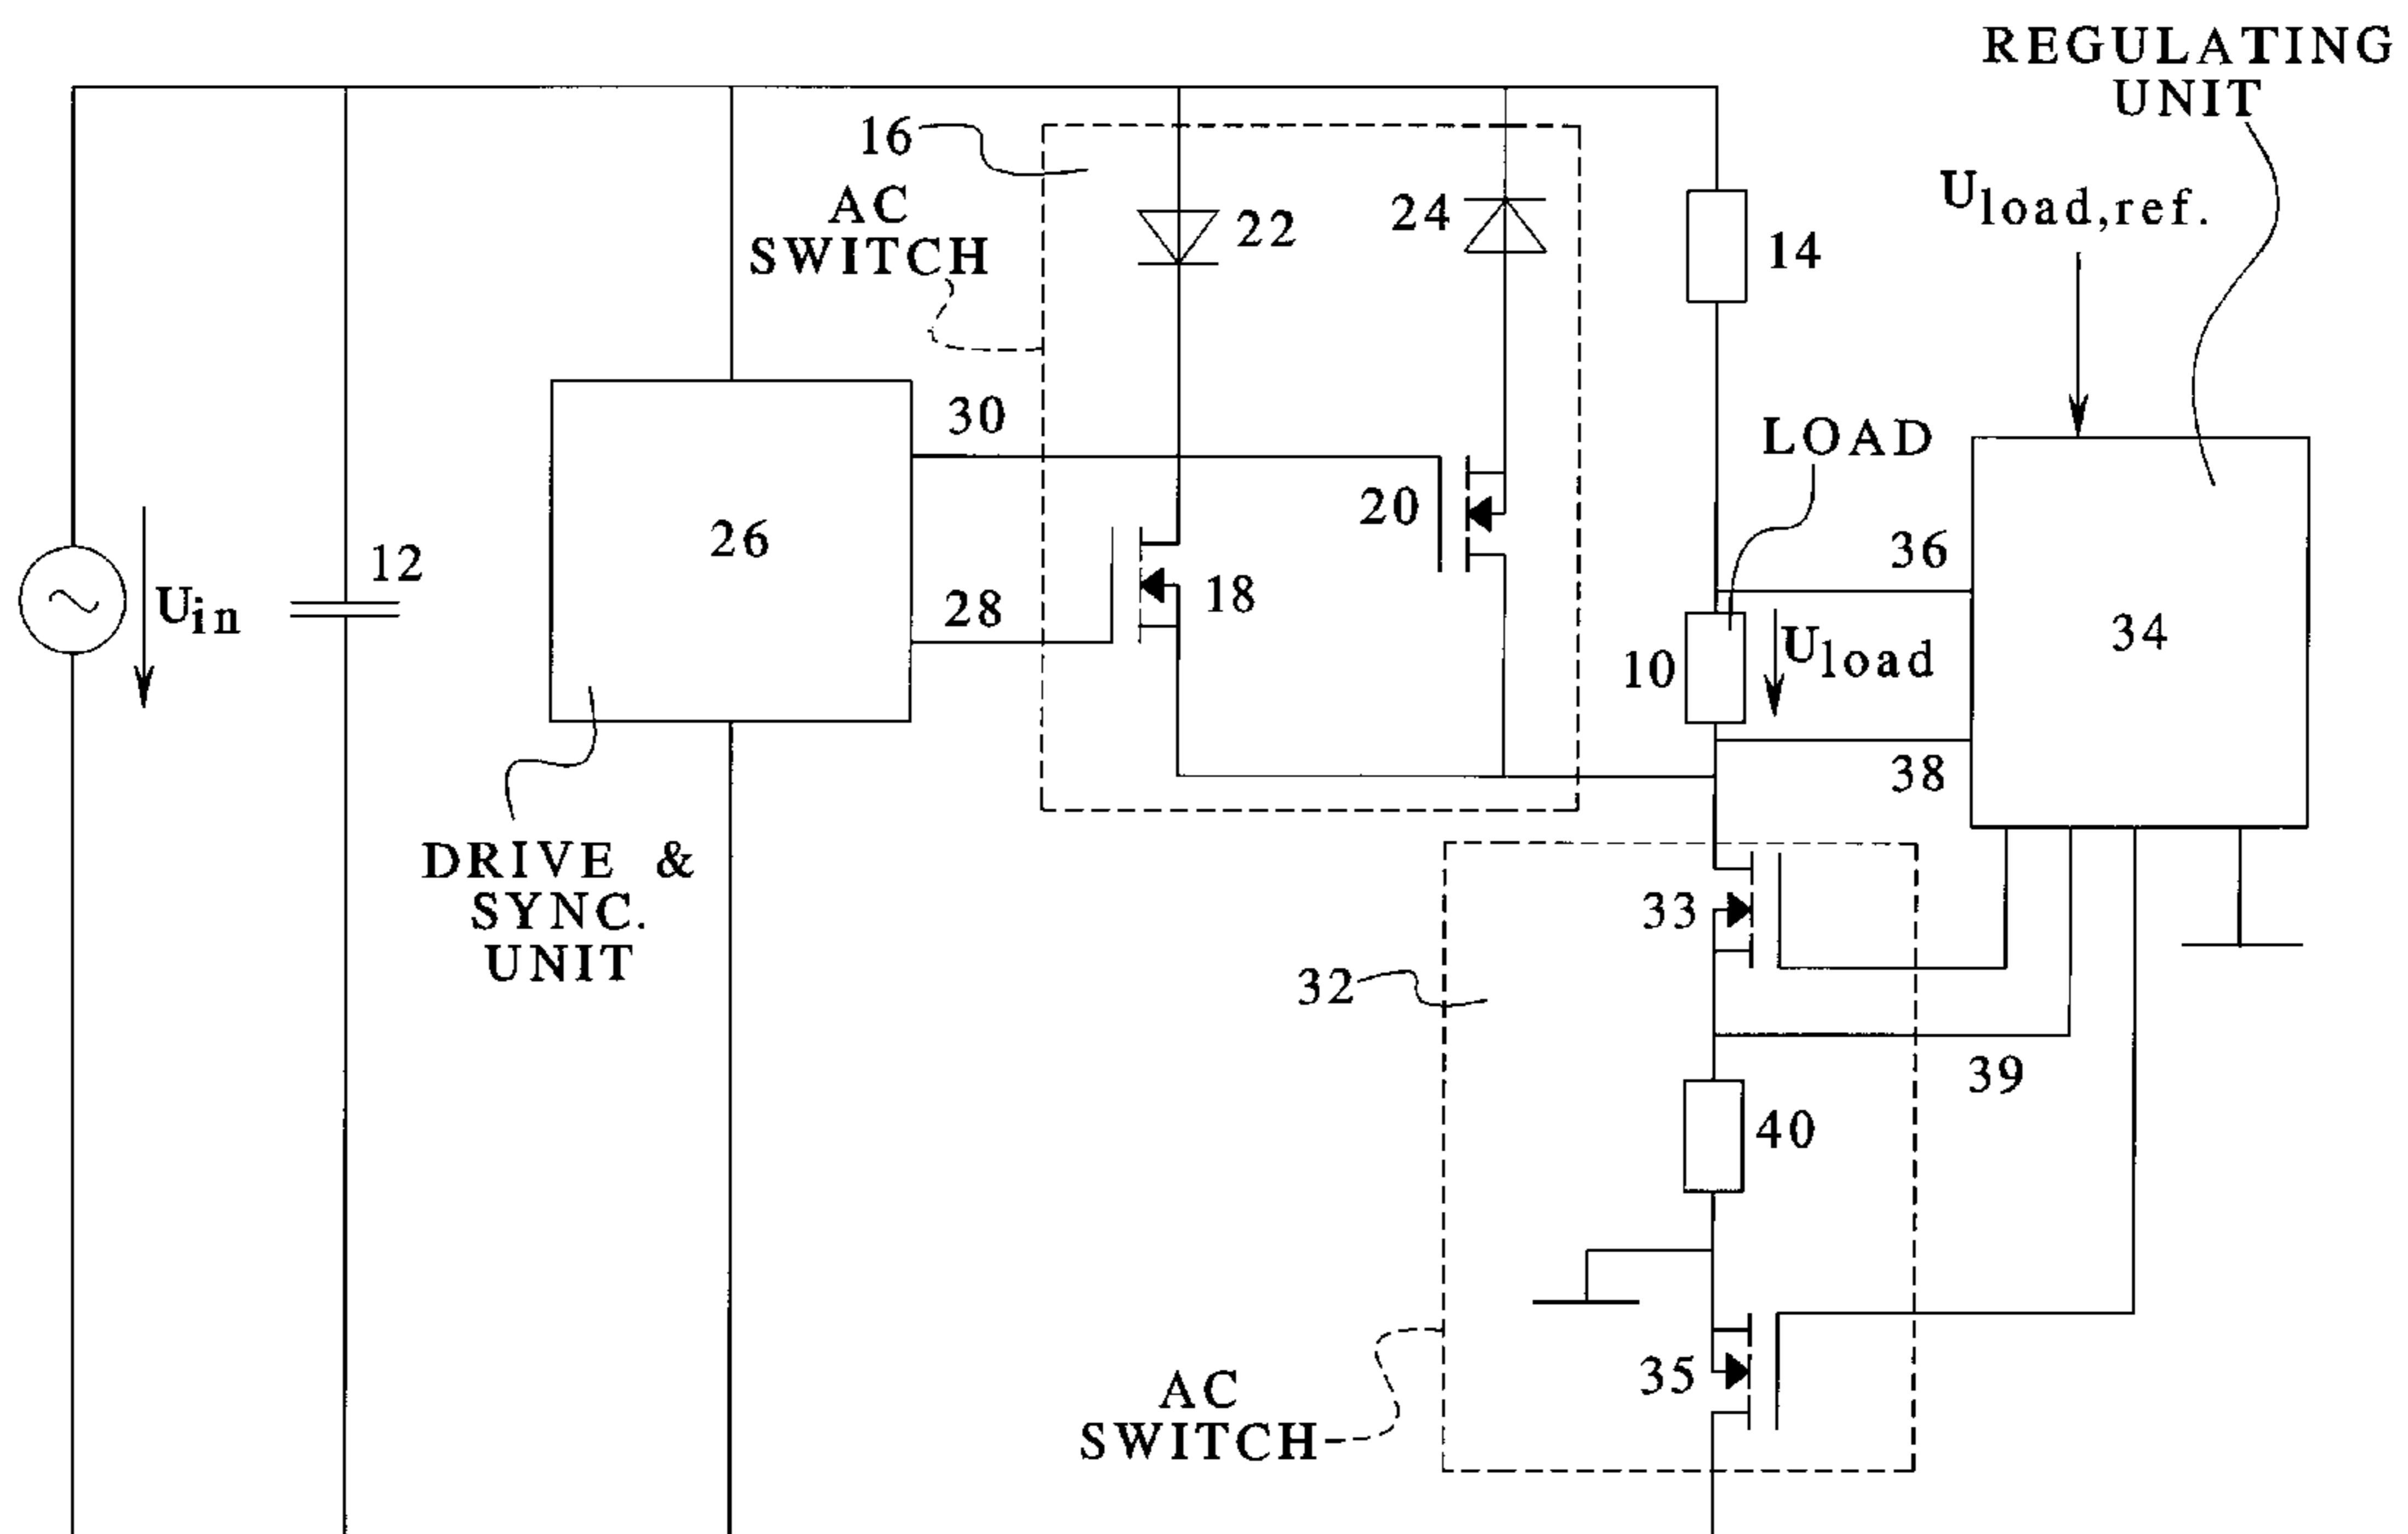 REGULATING
UNIT
16
AC
SWITCH
22
24
14
Uload,ref.
30
LOAD
12
Uin
26
20
36
28
18
10
Uload
34
38
DRIVE &
SYNC.
UNIT
33
32
39
40
35
AC
SWITCH